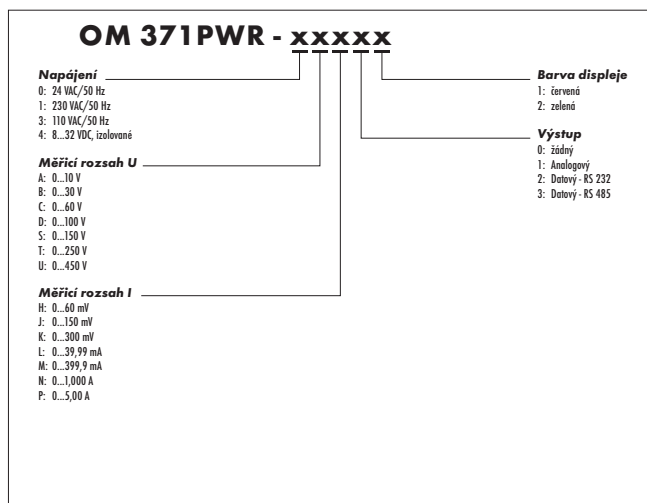 OM 371PWR - xxxxx
Napájení
0: 24 VAC/50 Hz
1: 230 VAC/50 Hz
3: 110 VAC/50 Hz
4: 8...32 VDC, izolované
Měřicí rozsah U
A: 0...10 V
B: 0...30 V
C: 0...60 V
D: 0...100 V
S: 0...150 V
T: 0...250 V
U: 0...450 V
Měřicí rozsah I
H: 0...60 mV
J: 0...150 mV
K: 0...300 mV
L: 0...39,99 mA
M: 0...399,9 mA
N: 0...1,000 A
P: 0...5,00 A
Barva displeje
1: červená
2: zelená
Výstup
0: žádný
1: Analogový
2: Datový - RS 232
3: Datový - RS 485